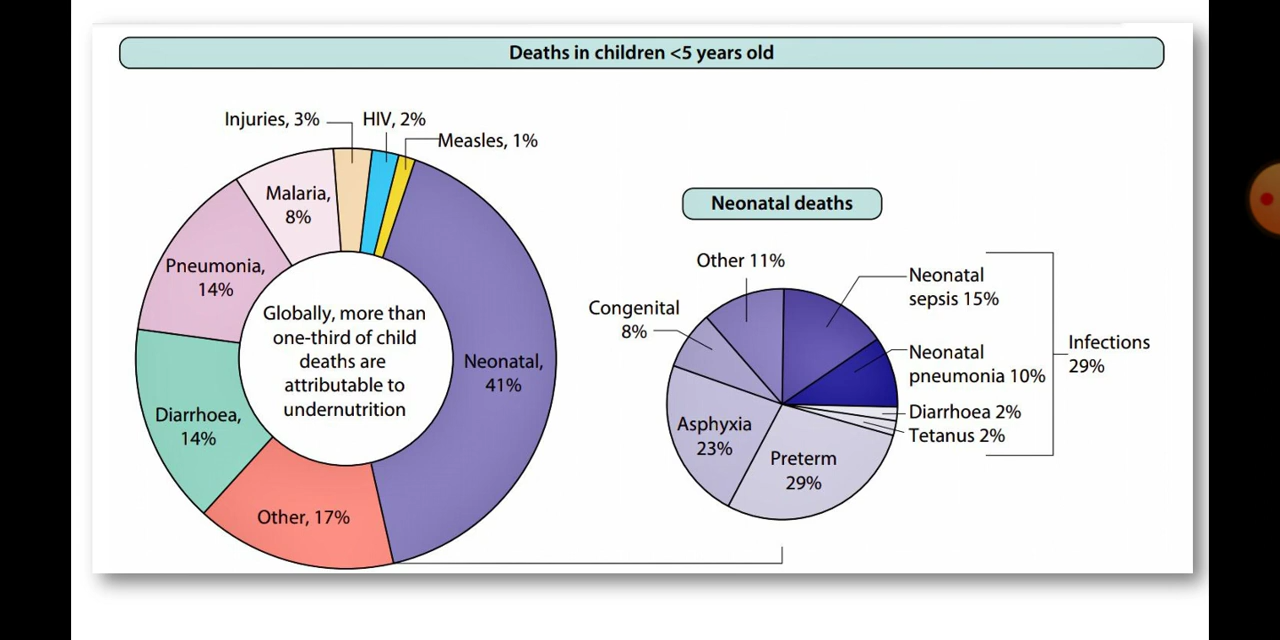 Deaths in children <5 years old
Injuries, 3%
HIV, 2%
Measles, 1%
Malaria,
8%
Pneumonia,
14%
Globally, more than
one-third of child
deaths are
attributable to
undernutrition
Neonatal,
41%
Diarrhoea,
14%
Other, 17%
Neonatal deaths
Other 11%
Congenital
8%
Neonatal
sepsis 15%
Neonatal
pneumonia 10%
Diarrhoea 2%
Tetanus 2%
Infections
29%
Asphyxia
23%
Preterm
29%